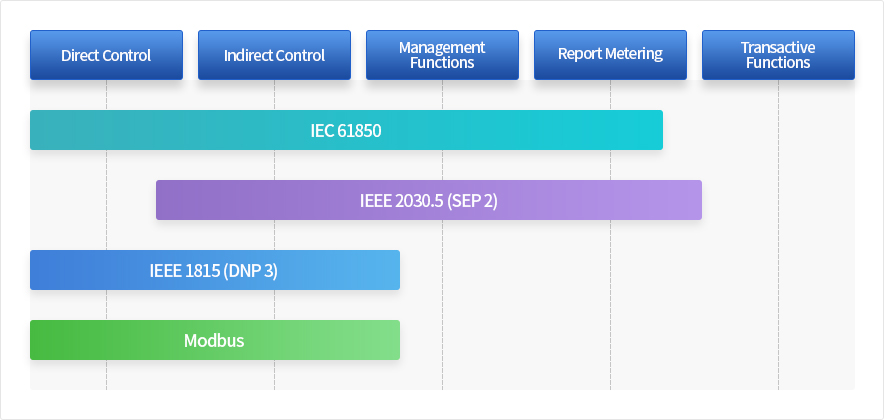 Direct Control
Indirect Control
Management
Functions
Report Metering
Transactive
Functions
IEC 61850
IEEE 2030.5 (SEP 2)
IEEE 1815 (DNP 3)
Modbus